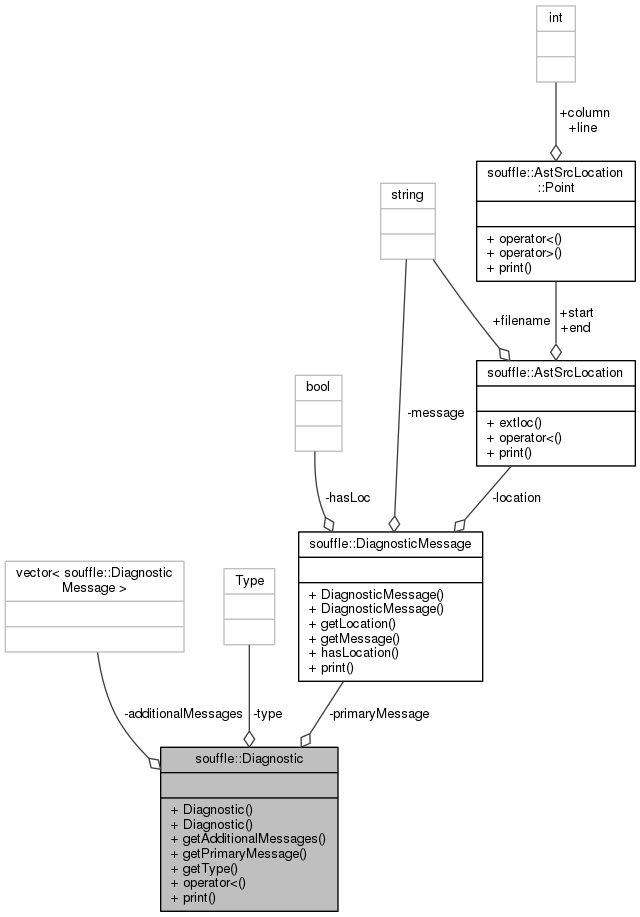 int
+column
+line
souffle::AstSrcLocation
::Point
+ operator<()
+ operator>()
+ print()
string
+filename
+start
+end
souffle::AstSrcLocation
+ extloc()
+ operator<()
+ print()
bool
-hasLoc
-message
-location
souffle::DiagnosticMessage
+ DiagnosticMessage()
+ DiagnosticMessage()
+ getLocation()
+ getMessage()
+ hasLocation()
+ print()
vector< souffle::Diagnostic
Message >
Type
-additionalMessages
-type
-primaryMessage
souffle::Diagnostic
+ Diagnostic()
+ Diagnostic()
+ getAdditionalMessages()
+ getPrimaryMessage()
+ getType()
+ operator<()
+ print()